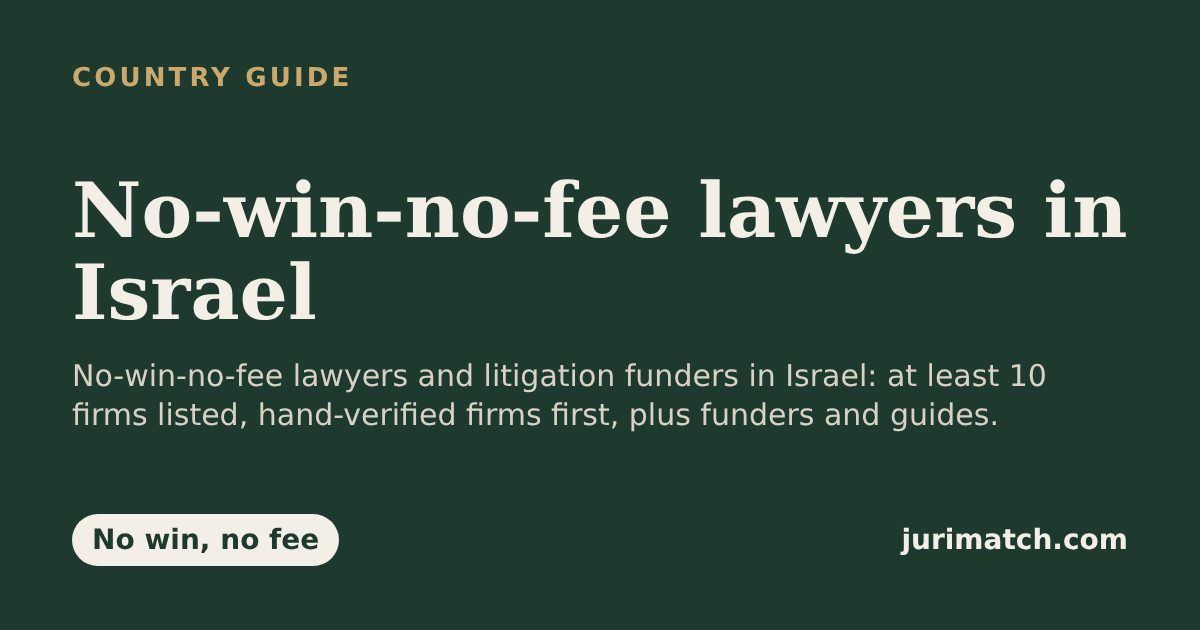 COUNTRY GUIDE
No-win-no-fee lawyers in
Israel
No-win-no-fee lawyers and litigation funders in Israel: at least 10
firms listed, hand-verified firms first, plus funders and guides.
No win, no fee
jurimatch.com